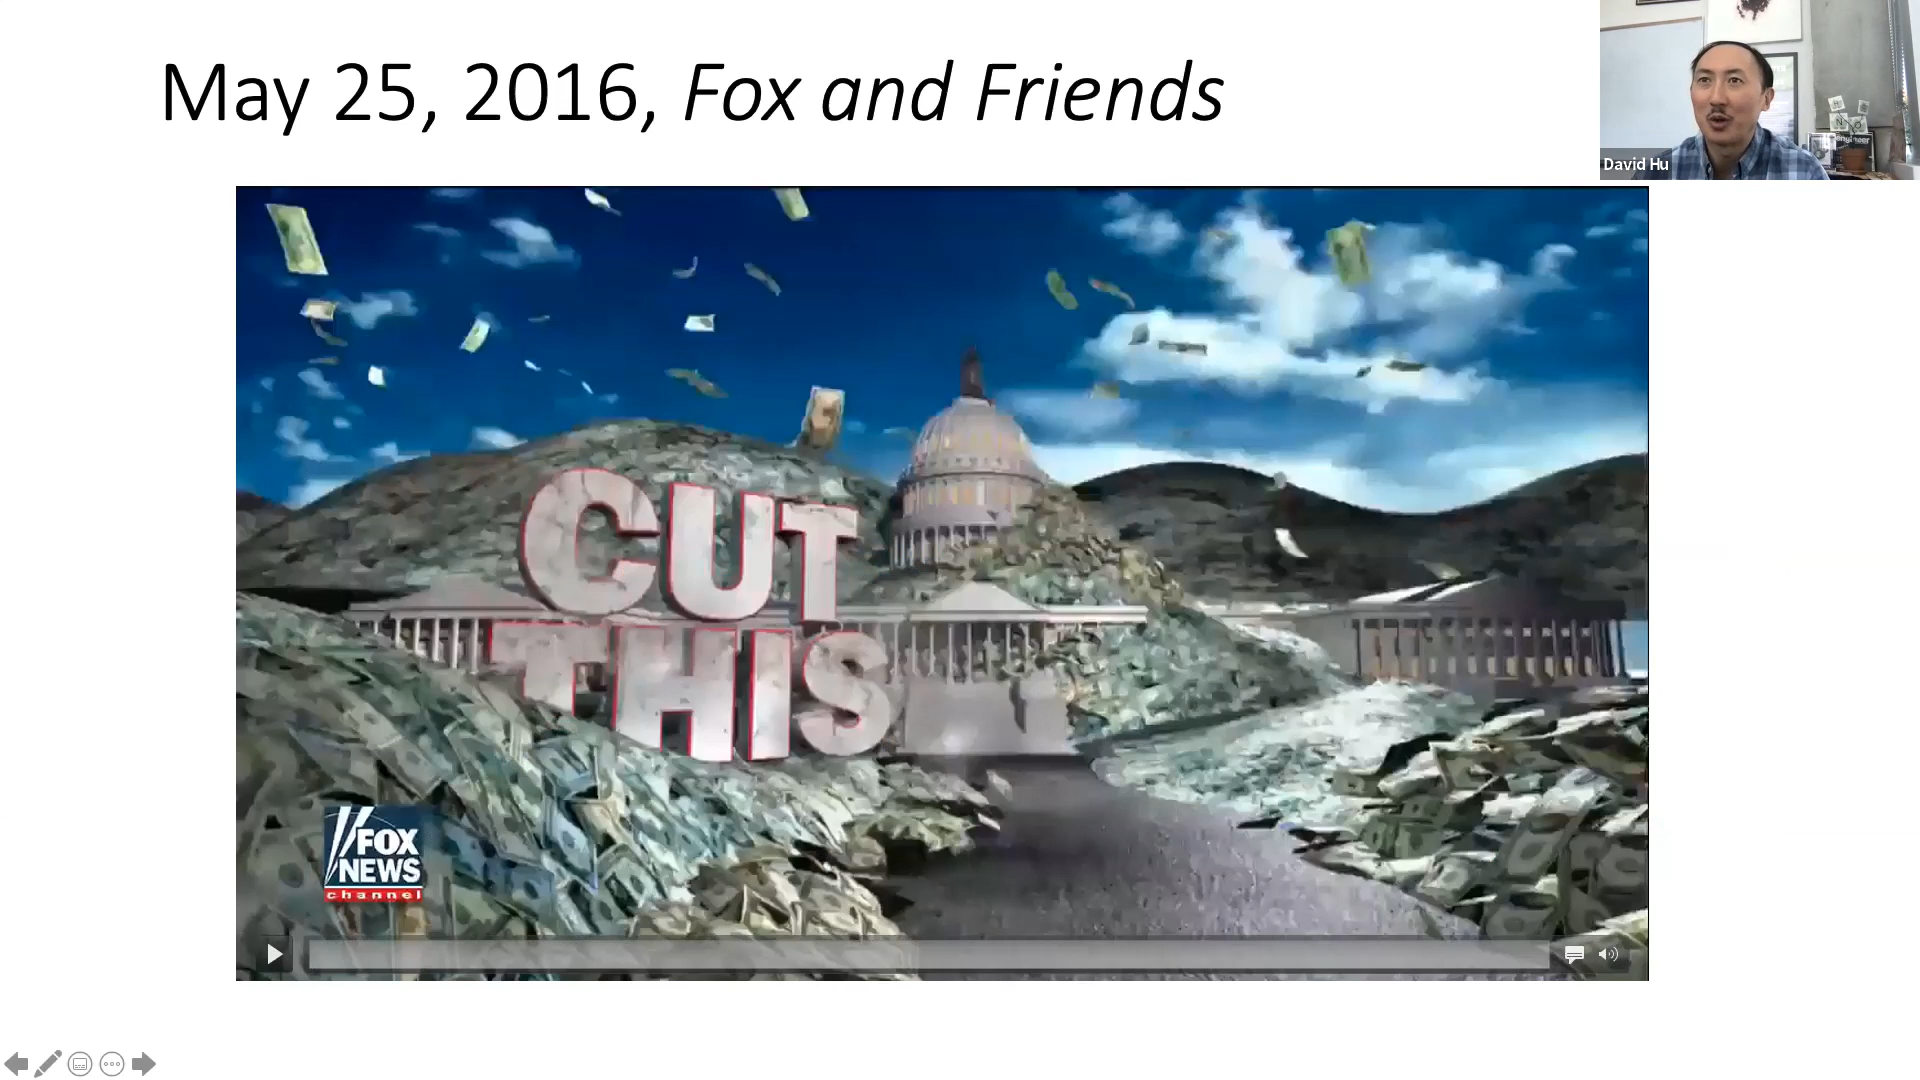 May 25, 2016, Fox and Friends
David Hu
CUT
THIS
FOX
NEWS
channel